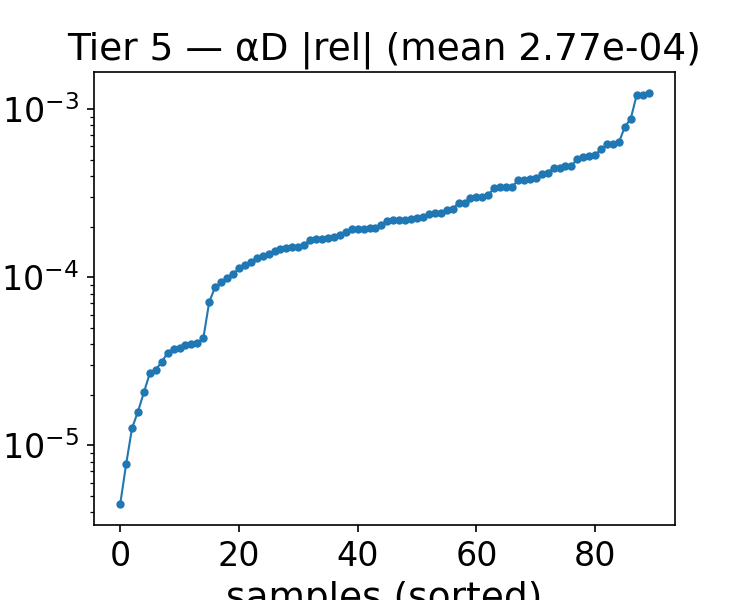 Tier 5 — αD |rel| (mean 2.77e-04)
10⁻³
10⁻⁴
10⁻⁵
0 20 40 60 80
samples (sorted)